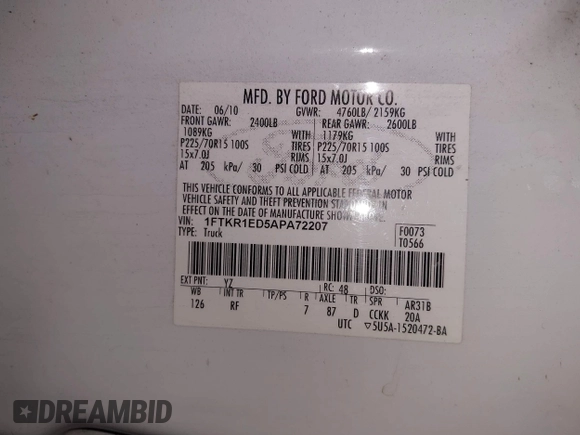 MFD. BY FORD MOTOR CO.
DATE: 06/10 GVWR: 4760LB/ 2159KG
FRONT GAWR: 2400LB REAR GAWR: 2600LB
1089KG WITH 1179KG WITH
P225/70R15 100S TIRES P225/70R15 100S TIRES
15x7.0J RIMS 15x7.0J RIMS
AT 205 kPa/ 30 PSI COLD AT 205 kPa/ 30 PSI COLD
THIS VEHICLE CONFORMS TO ALL APPLICABLE FEDERAL MOTOR
VEHICLE SAFETY AND THEFT PREVENTION STANDARDS IN
EFFECT ON THE DATE OF MANUFACTURE SHOWN ABOVE.
VIN: 1FTKR1ED5APA72207 F0073
TYPE: Truck T0566
EXT PNT: YZ RC: 48 DSO:
WB INT TR TP/PS R AXLE TR SPR AR31B
126 RF 7 87 D CCKK 20A
UTC ▽5U5A-1520472-BA
DREAMBID